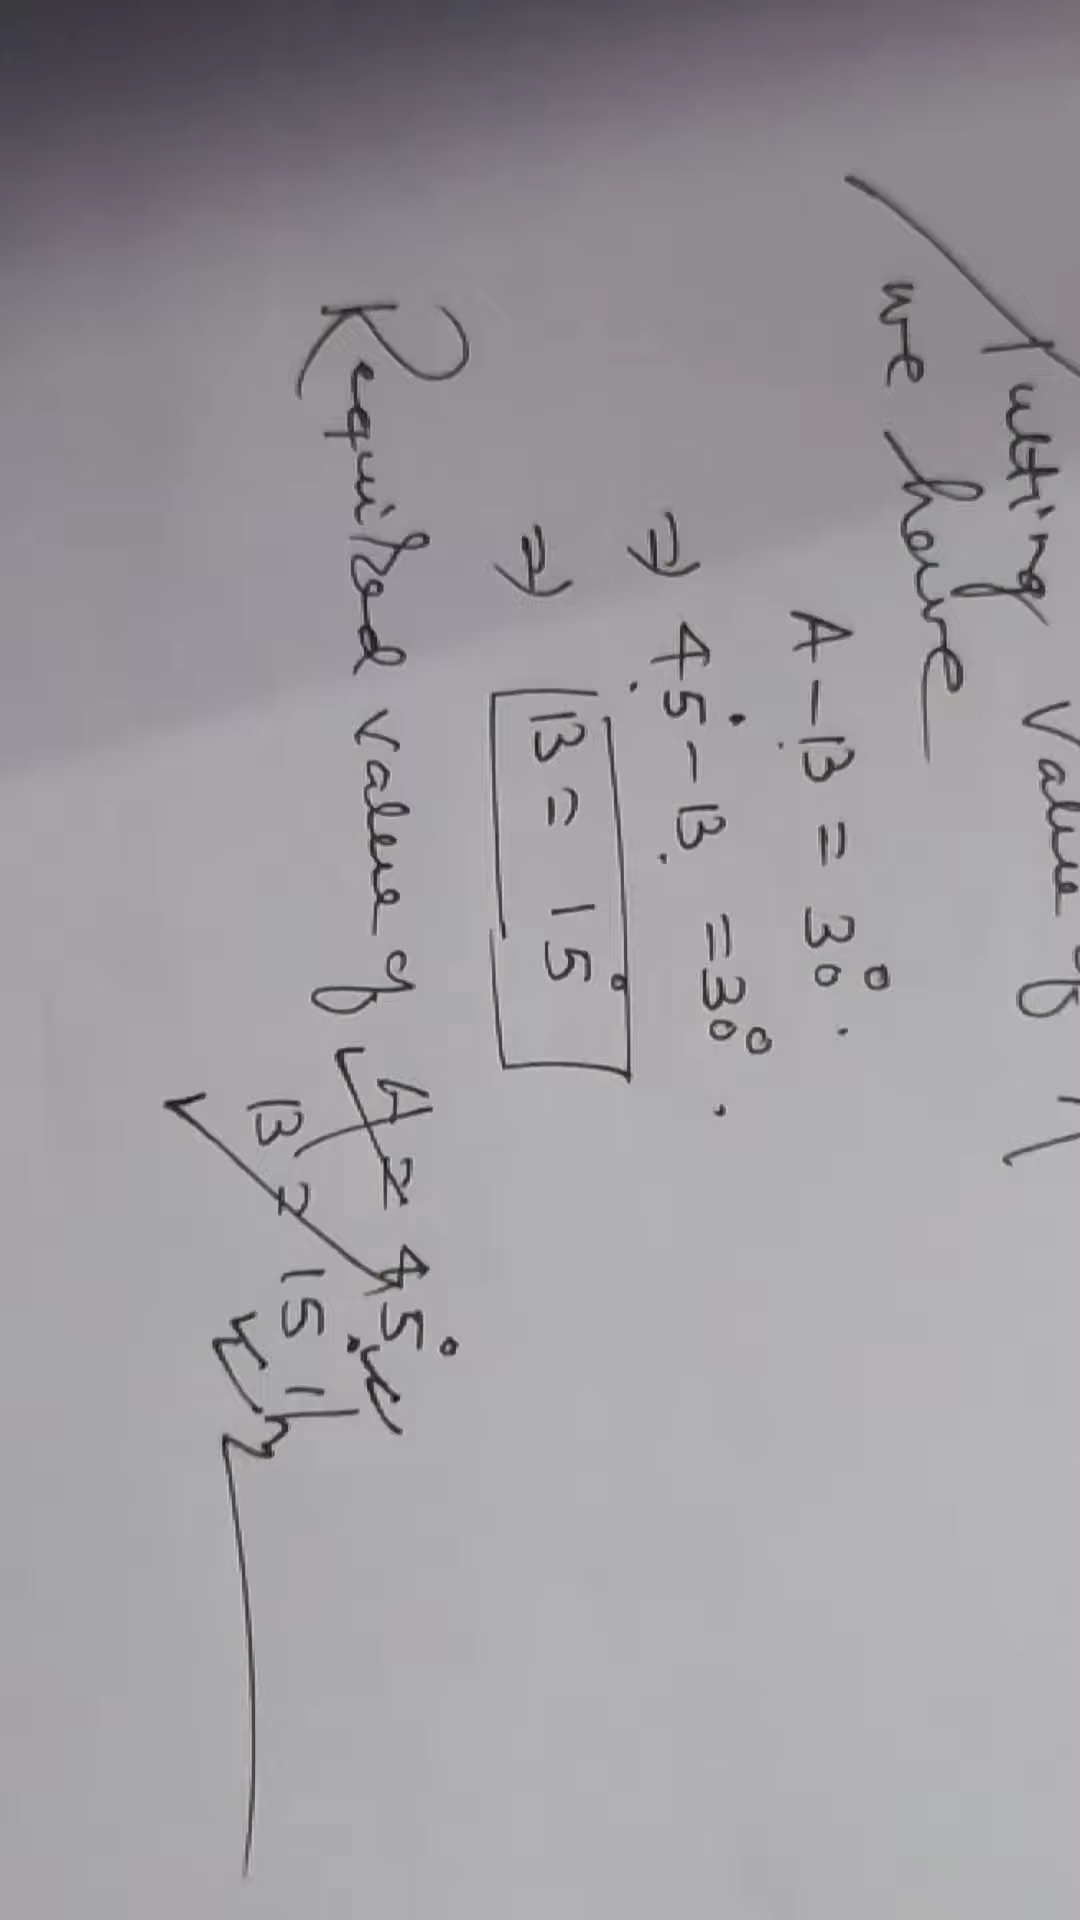 Putting value of A
we have
A - B = 30°.
⇒ 45° - B = 30°.
⇒ B = 15°
Required value of A = 45°
B = 15°